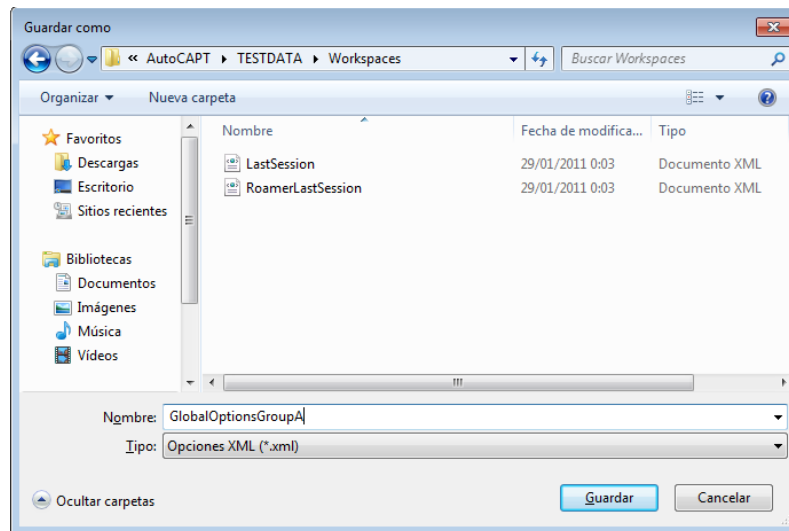 Guardar como
« AutoCAPT ▸ TESTDATA ▸ Workspaces
Buscar Workspaces
Organizar
Nueva carpeta
Favoritos
Descargas
Escritorio
Sitios recientes
Bibliotecas
Documentos
Imágenes
Música
Vídeos
Nombre Fecha de modifica... Tipo
LastSession 29/01/2011 0:03 Documento XML
RoamerLastSession 29/01/2011 0:03 Documento XML
Nombre: GlobalOptionsGroupA
Tipo: Opciones XML (*.xml)
Ocultar carpetas
Guardar
Cancelar